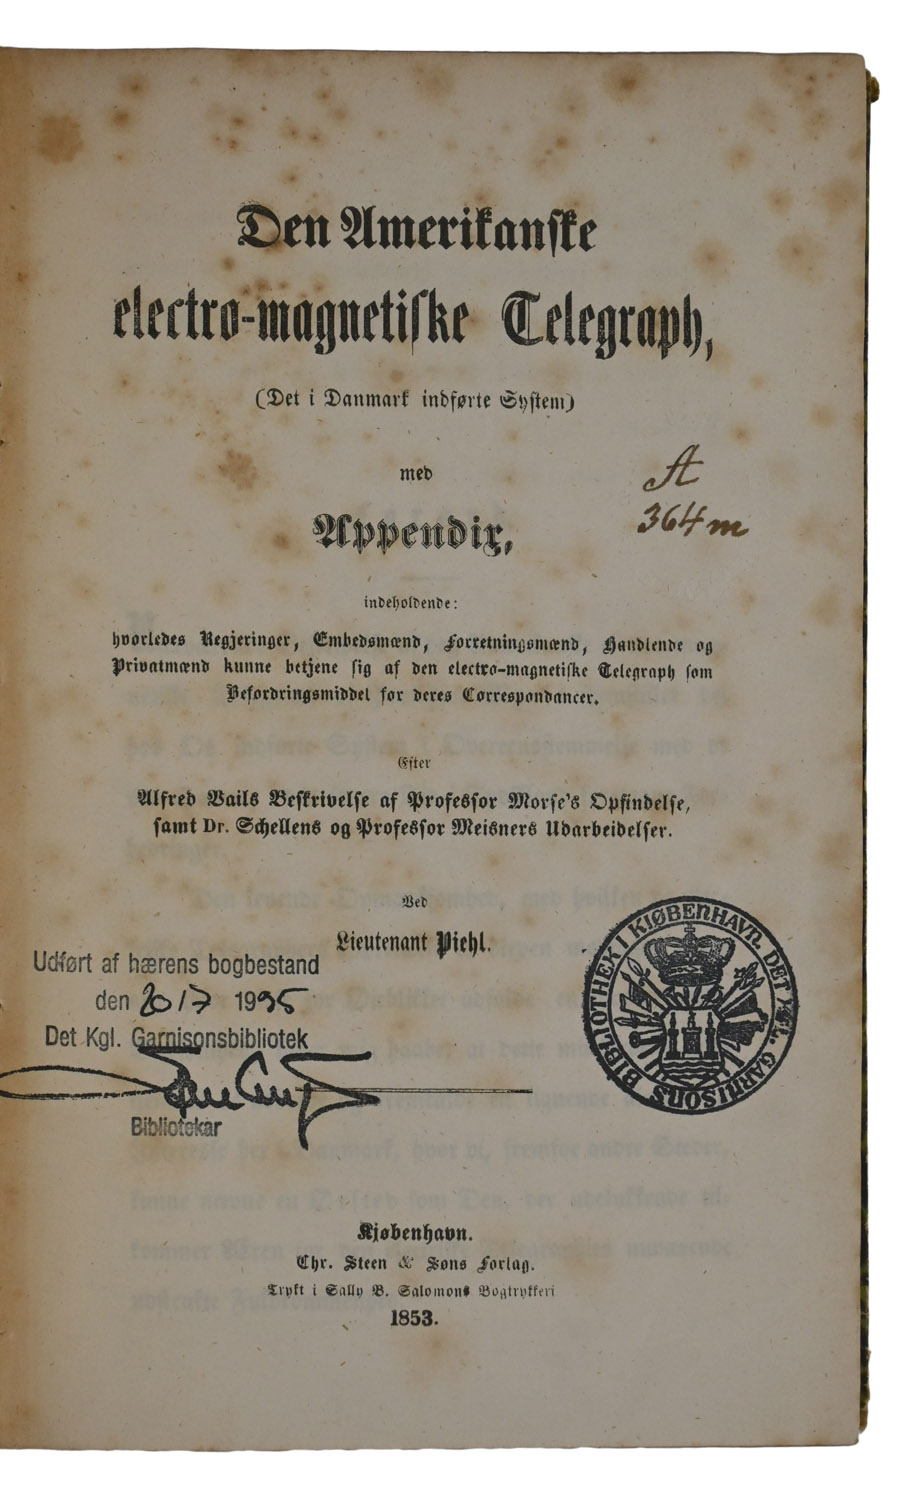 Den Amerikanske
electro-magnetiske Telegraph,
(Det i Danmark indførte System)
med
Appendix,
indeholdende:
hvorledes Regjeringer, Embedsmænd, Forretningsmænd, Handlende og
Privatmænd kunne betjene sig af den electro-magnetiske Telegraph som
Befordringsmiddel for deres Correspondancer.
A
364 m
Efter
Alfred Vails Beskrivelse af Professor Morse's Opfindelse,
samt Dr. Schellens og Professor Meisners Udarbeidelser.
Ved
Lieutenant Piehl.
Udført af hærens bogbestand
den 20/7 1995
Det Kgl. Garnisonsbibliotek
Bibliotekar
DET KGL. GARNISONS BIBLIOTHEK I KIØBENHAVN
Kjøbenhavn.
Chr. Steen & Søns Forlag.
Trykt i Sally B. Salomons Bogtrykkeri
1853.